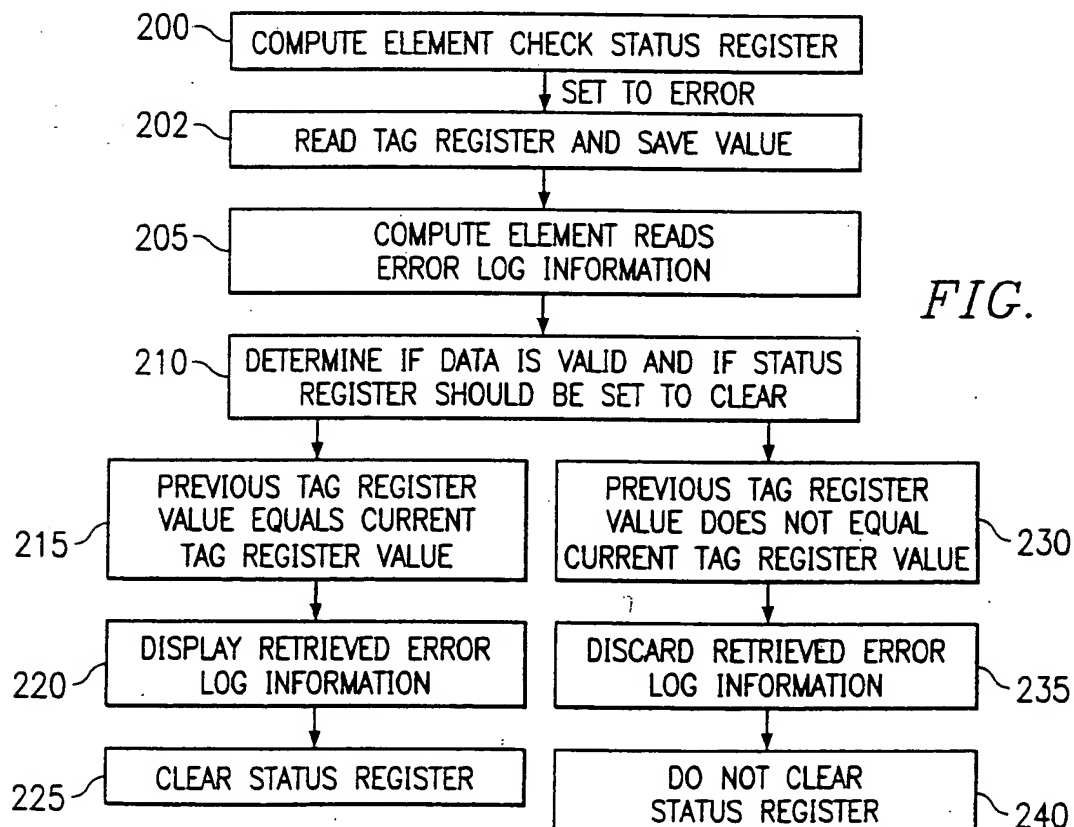 200
COMPUTE ELEMENT CHECK STATUS REGISTER
SET TO ERROR
202
READ TAG REGISTER AND SAVE VALUE
205
COMPUTE ELEMENT READS
ERROR LOG INFORMATION
FIG.
210
DETERMINE IF DATA IS VALID AND IF STATUS
REGISTER SHOULD BE SET TO CLEAR
215
PREVIOUS TAG REGISTER
VALUE EQUALS CURRENT
TAG REGISTER VALUE
PREVIOUS TAG REGISTER
VALUE DOES NOT EQUAL
CURRENT TAG REGISTER VALUE
230
220
DISPLAY RETRIEVED ERROR
LOG INFORMATION
DISCARD RETRIEVED ERROR
LOG INFORMATION
235
225
CLEAR STATUS REGISTER
DO NOT CLEAR
STATUS REGISTER
240